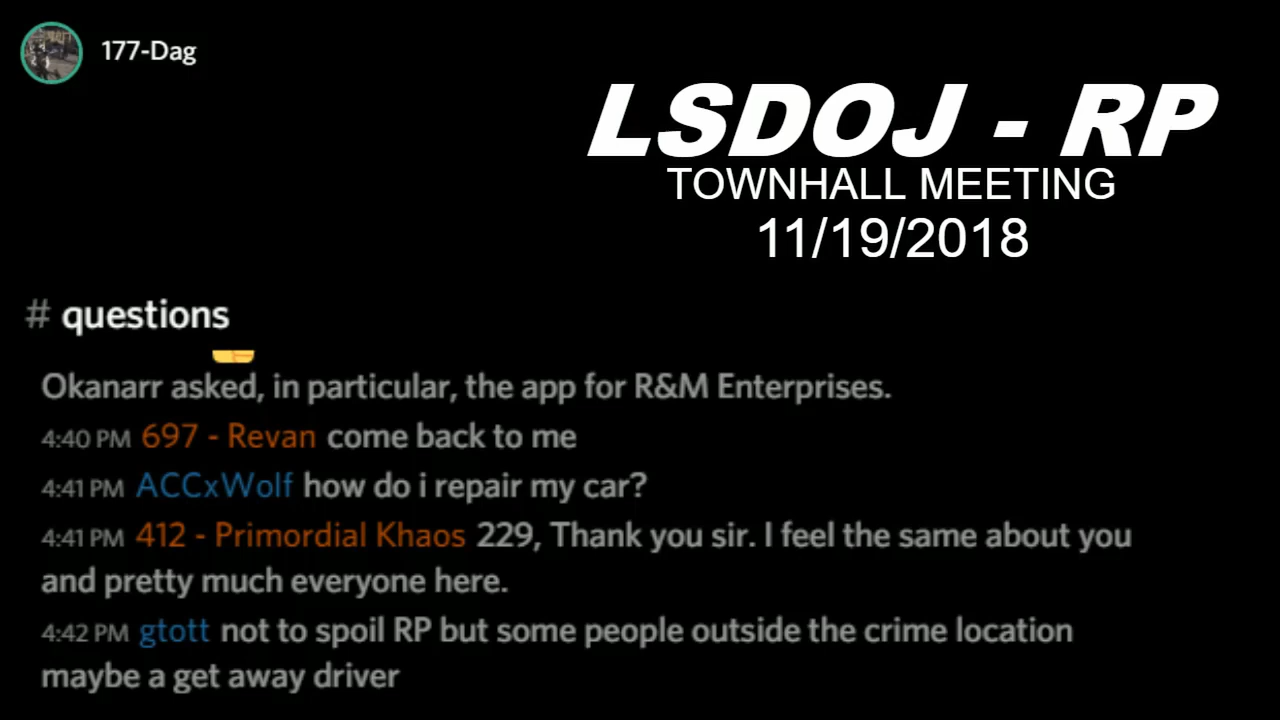 177-Dag
LSDOJ - RP
TOWNHALL MEETING
11/19/2018
# questions
Okanarr asked, in particular, the app for R&M Enterprises.
4:40 PM 697 - Revan come back to me
4:41 PM ACCxWolf how do i repair my car?
4:41 PM 412 - Primordial Khaos 229, Thank you sir. I feel the same about you
and pretty much everyone here.
4:42 PM gtott not to spoil RP but some people outside the crime location
maybe a get away driver